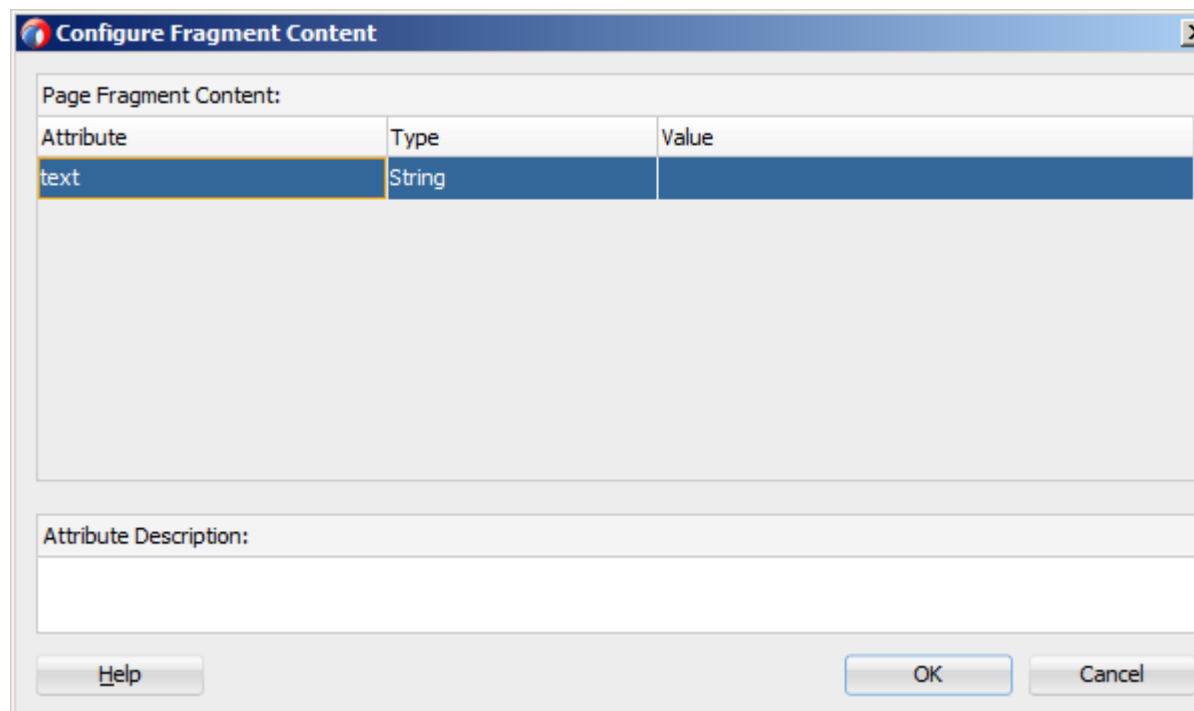 Configure Fragment Content
Page Fragment Content:
Attribute Type Value
text String
Attribute Description:
Help OK Cancel